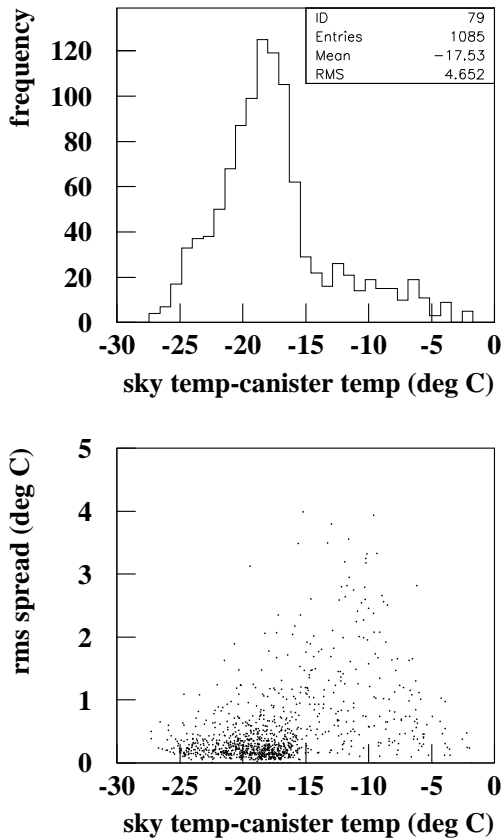 ID 79
Entries 1085
Mean -17.53
RMS 4.652
frequency
120
100
80
60
40
20
0
-30 -25 -20 -15 -10 -5 0
sky temp-canister temp (deg C)
rms spread (deg C)
5
4
3
2
1
0
-30 -25 -20 -15 -10 -5 0
sky temp-canister temp (deg C)